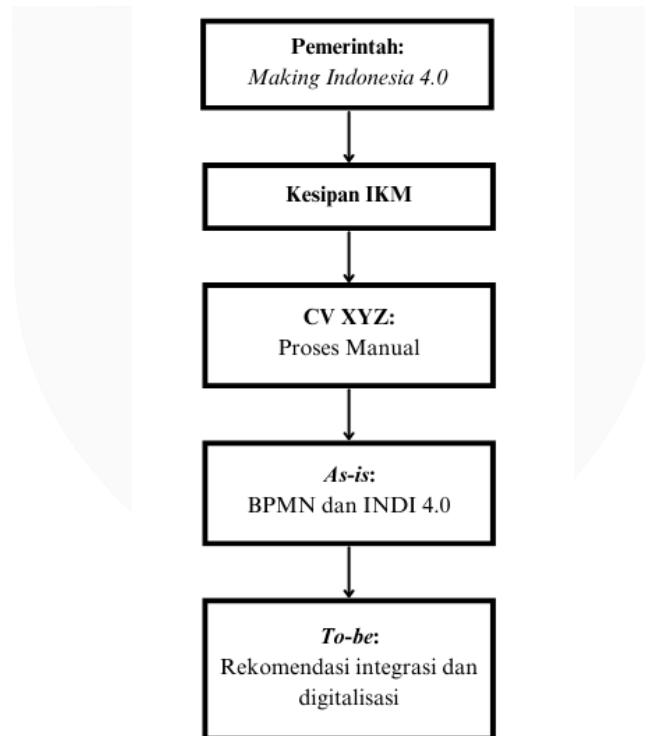 Pemerintah:
Making Indonesia 4.0
Kesipan IKM
CV XYZ:
Proses Manual
As-is:
BPMN dan INDI 4.0
To-be:
Rekomendasi integrasi dan
digitalisasi